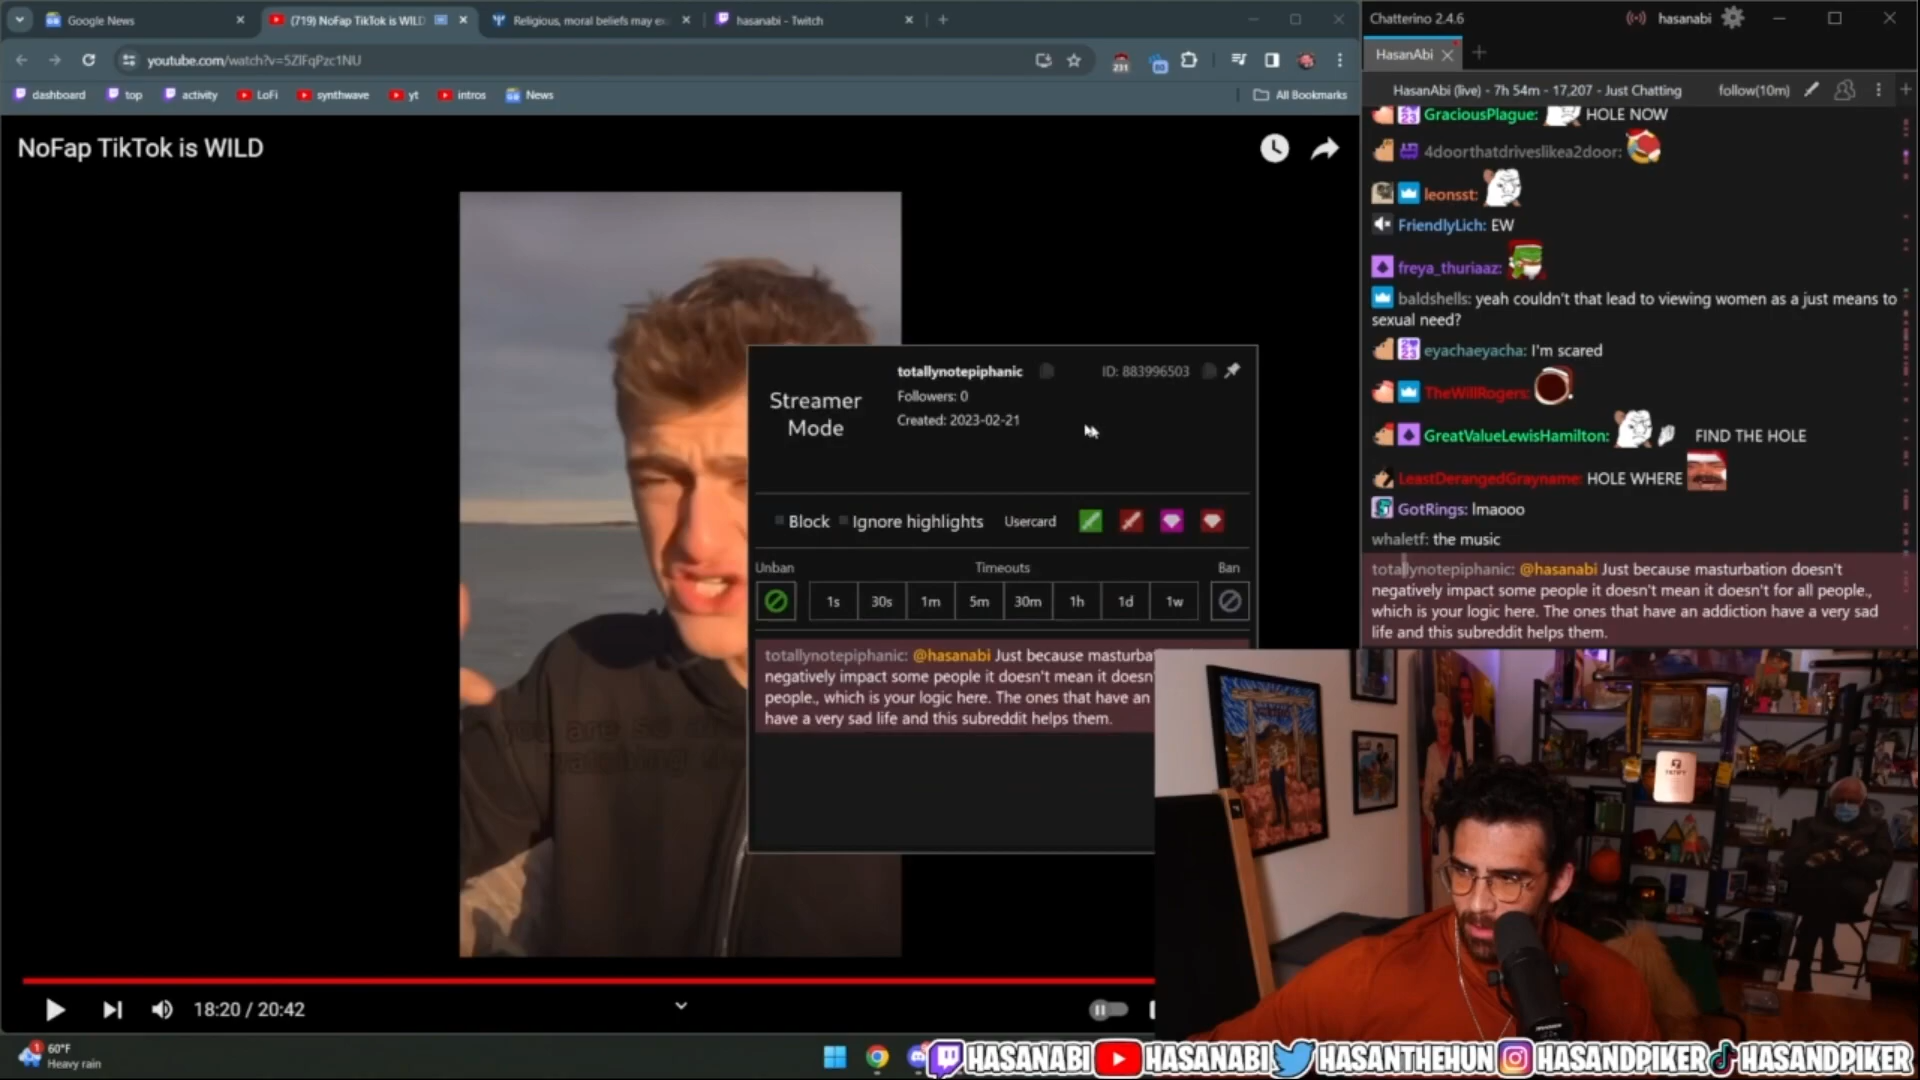 Google News
(719) NoFap TikTok is WILD
Religious, moral beliefs may ex
hasanabi - Twitch
youtube.com/watch?v=5ZlFqPzc1NU
231
dashboard
top
activity
LoFi
synthwave
yt
intros
News
All Bookmarks
NoFap TikTok is WILD
Streamer
Mode
totallynotepiphanic
ID: 883996503
Followers: 0
Created: 2023-02-21
Block
Ignore highlights
Usercard
Unban
Timeouts
Ban
1s
30s
1m
5m
30m
1h
1d
1w
totallynotepiphanic: @hasanabi Just because masturba
negatively impact some people it doesn't mean it doesn'
people., which is your logic here. The ones that have an
have a very sad life and this subreddit helps them.
18:20 / 20:42
Chatterino 2.4.6
hasanabi
HasanAbi
HasanAbi (live) - 7h 54m - 17,207 - Just Chatting
follow(10m)
GraciousPlague: HOLE NOW
4doorthatdriveslikea2door:
leonsst:
FriendlyLich: EW
freya_thuriaaz:
baldshells: yeah couldn't that lead to viewing women as a just means to
sexual need?
eyachaeyacha: I'm scared
TheWillRogers:
GreatValueLewisHamilton: FIND THE HOLE
LeastDerangedGrayname: HOLE WHERE
GotRings: lmaooo
whaletf: the music
totallynotepiphanic: @hasanabi Just because masturbation doesn't
negatively impact some people it doesn't mean it doesn't for all people.,
which is your logic here. The ones that have an addiction have a very sad
life and this subreddit helps them.
60°F
Heavy rain
HASANABI
HASANABI
HASANTHEHUN
HASANDPIKER
HASANDPIKER